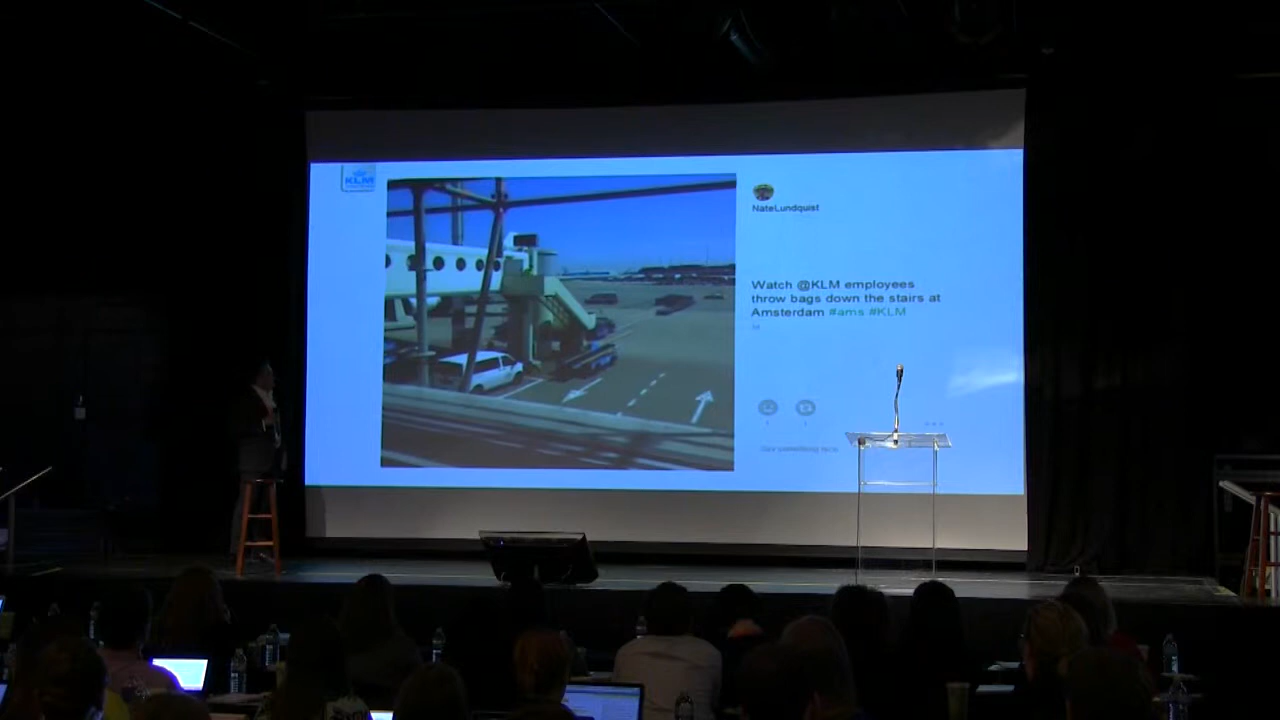 KLM
NateLundquist
Watch @KLM employees
throw bags down the stairs at
Amsterdam #ams #KLM